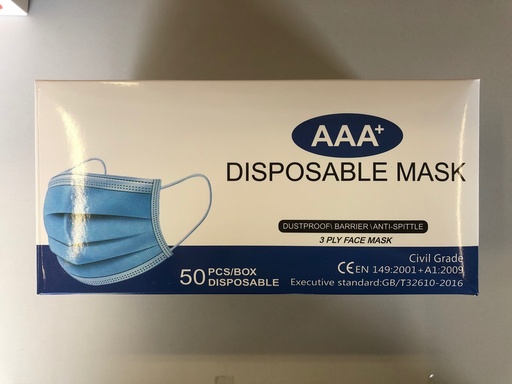 AAA+
DISPOSABLE MASK
DUSTPROOF\ BARRIER \ANTI-SPITTLE
3 PLY FACE MASK
50 PCS/BOX
DISPOSABLE
Civil Grade
CE EN 149:2001+A1:2009
Executive standard:GB/T32610-2016